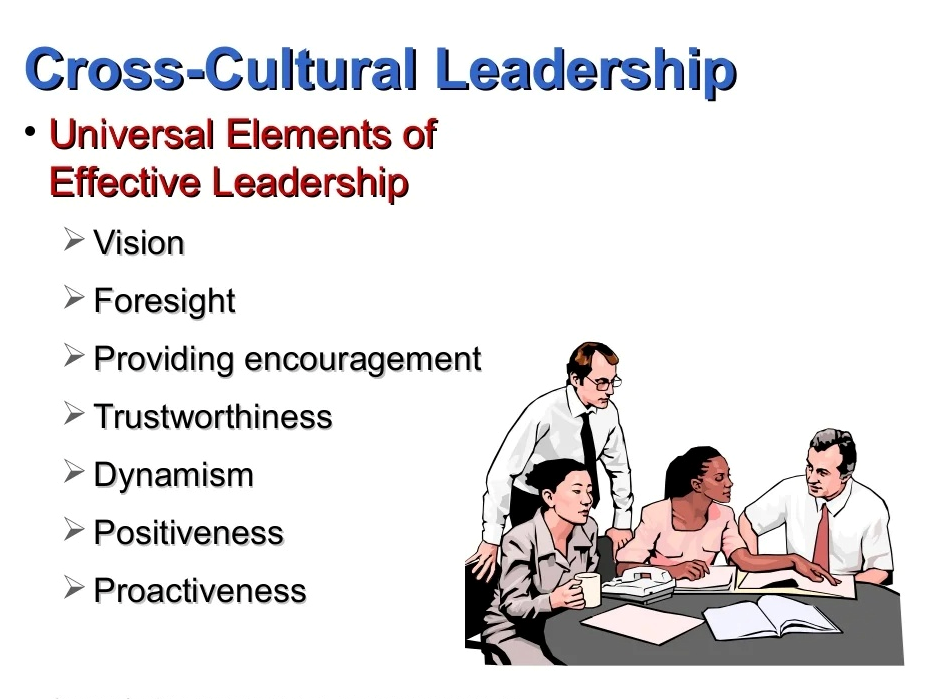 Cross-Cultural Leadership
• Universal Elements of
Effective Leadership
➢ Vision
➢ Foresight
➢ Providing encouragement
➢ Trustworthiness
➢ Dynamism
➢ Positiveness
➢ Proactiveness